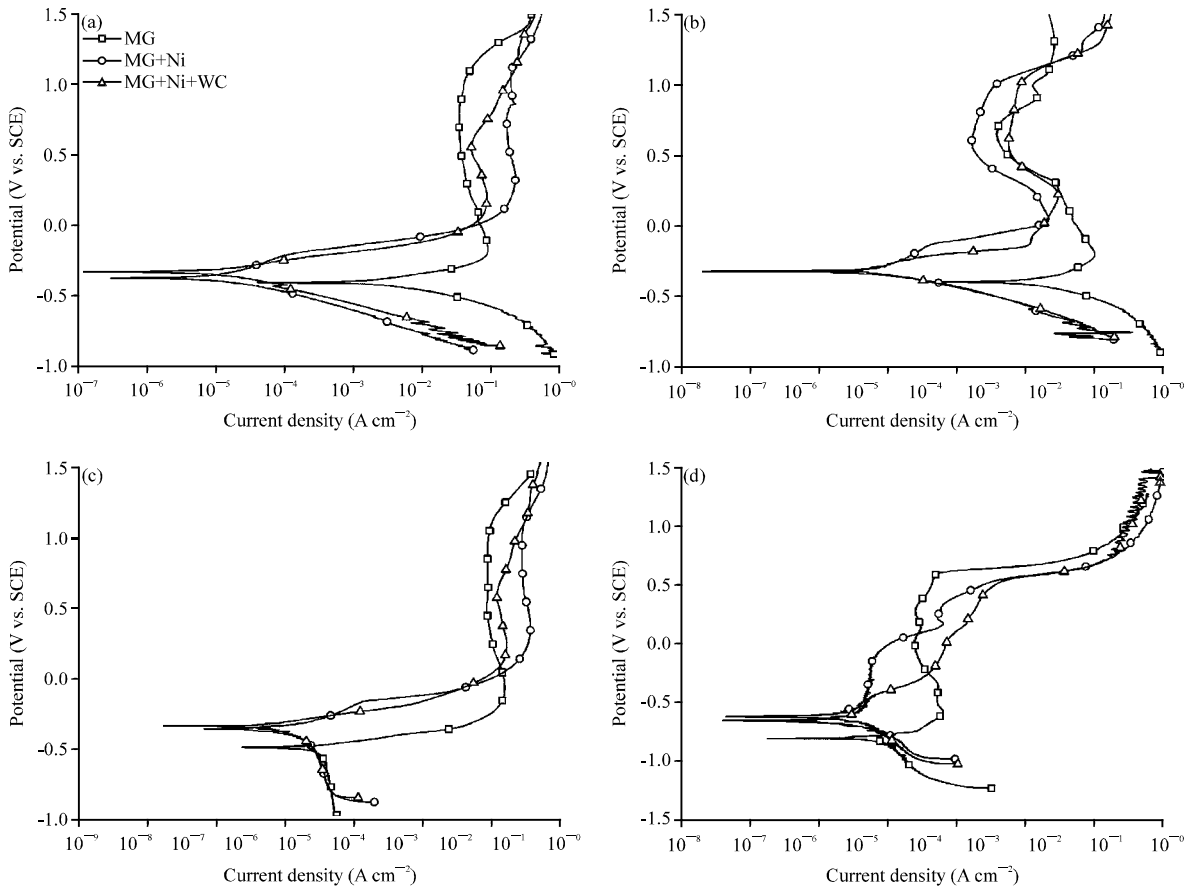 (a)
MG
MG+Ni
MG+Ni+WC
1.5
1.0
0.5
0.0
-0.5
-1.0
Potential (V vs. SCE)
10⁻⁷ 10⁻⁶ 10⁻⁵ 10⁻⁴ 10⁻³ 10⁻² 10⁻¹ 10⁻⁰
Current density (A cm⁻²)
(b)
1.5
1.0
0.5
0.0
-0.5
-1.0
Potential (V vs. SCE)
10⁻⁸ 10⁻⁷ 10⁻⁶ 10⁻⁵ 10⁻⁴ 10⁻³ 10⁻² 10⁻¹ 10⁻⁰
Current density (A cm⁻²)
(c)
1.5
1.0
0.5
0.0
-0.5
-1.0
Potential (V vs. SCE)
10⁻⁹ 10⁻⁸ 10⁻⁷ 10⁻⁶ 10⁻⁵ 10⁻⁴ 10⁻³ 10⁻² 10⁻¹ 10⁻⁰
Current density (A cm⁻²)
(d)
1.5
1.0
0.5
0.0
-0.5
-1.0
-1.5
Potential (V vs. SCE)
10⁻⁸ 10⁻⁷ 10⁻⁶ 10⁻⁵ 10⁻⁴ 10⁻³ 10⁻² 10⁻¹ 10⁻⁰
Current density (A cm⁻²)